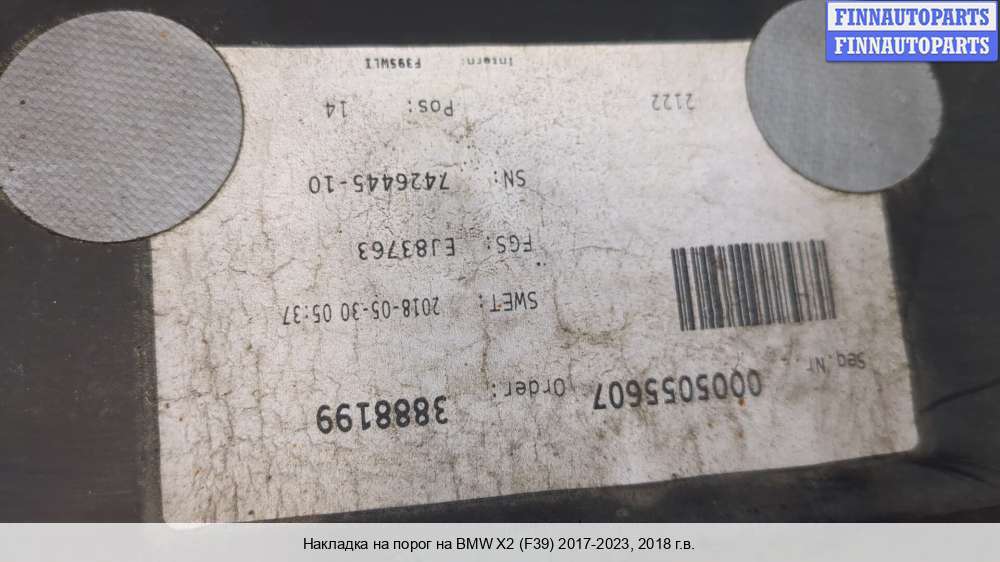 FINNAUTOPARTS
FINNAUTOPARTS
Seq.Nr.:
0005055607
Order: 3888199
SWET: 2018-05-30 05:37
FGS: EJ83763
SN: 7426445-10
2122
Pos: 14
Intern: F39SWLI
Накладка на порог на BMW X2 (F39) 2017-2023, 2018 г.в.